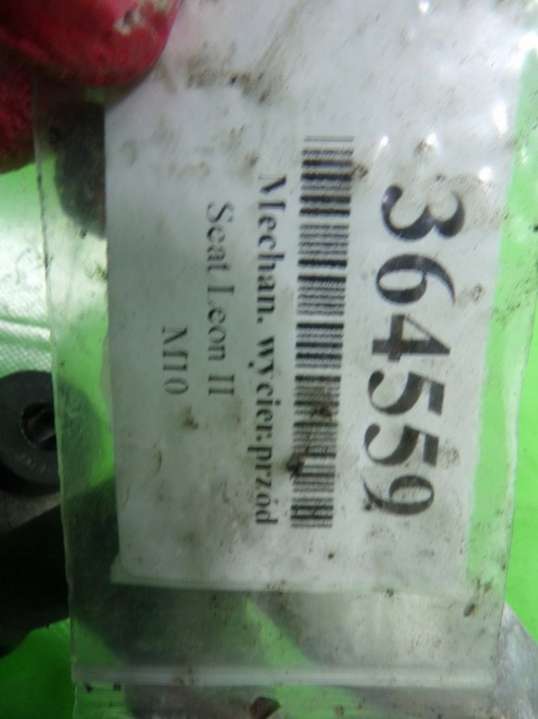 364559
Mechan. wycier.przód
Seat Leon II
M10